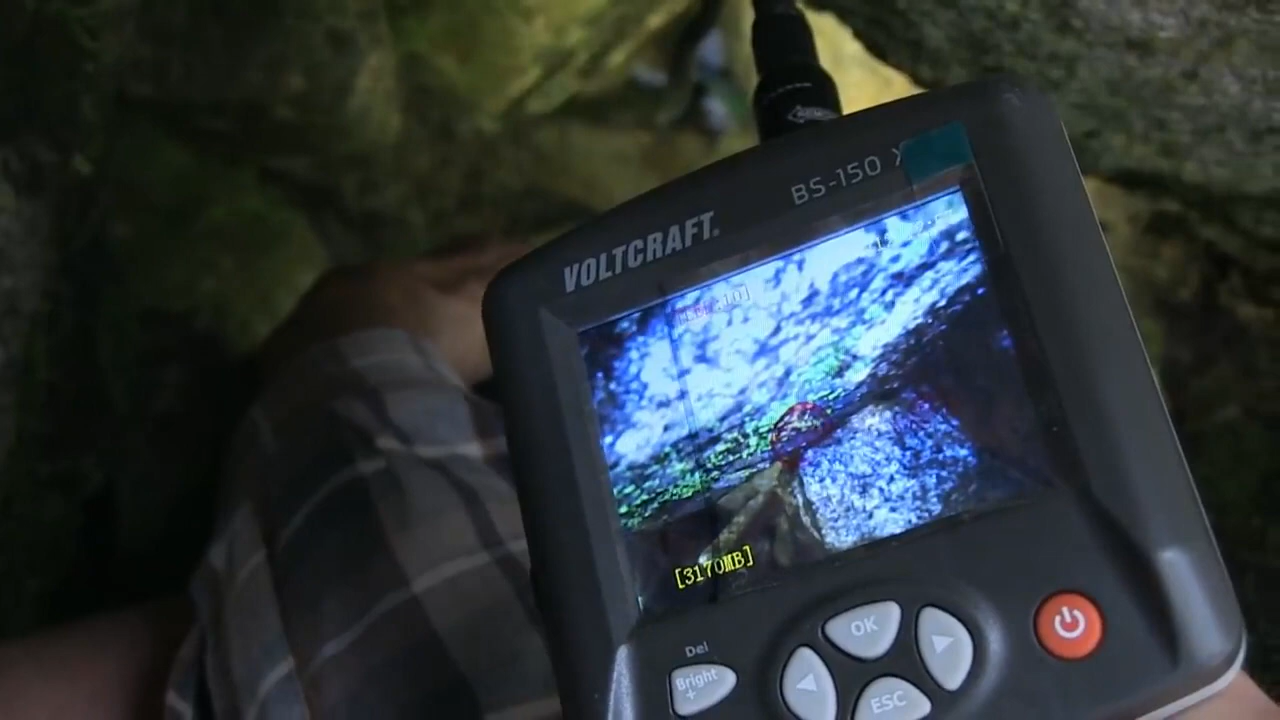 BS-150
VOLTCRAFT®
[3170MB]
Del
Bright
+
OK
ESC